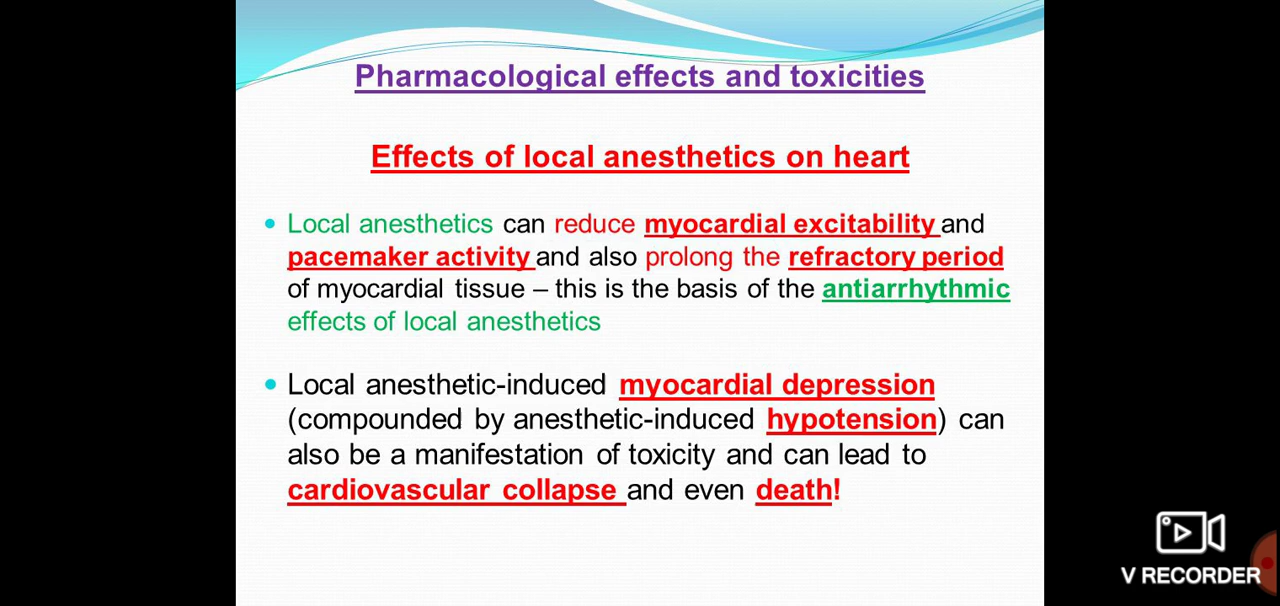 Pharmacological effects and toxicities
Effects of local anesthetics on heart
Local anesthetics can reduce myocardial excitability and
pacemaker activity and also prolong the refractory period
of myocardial tissue – this is the basis of the antiarrhythmic
effects of local anesthetics
Local anesthetic-induced myocardial depression
(compounded by anesthetic-induced hypotension) can
also be a manifestation of toxicity and can lead to
cardiovascular collapse and even death!
V RECORDER